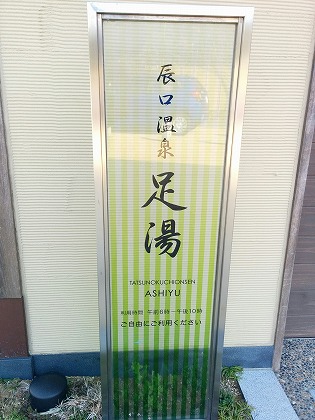 辰口温泉
足湯
TATSUNOKUCHIONSEN
ASHIYU
利用時間 午前8時~午後10時
ご自由にご利用ください